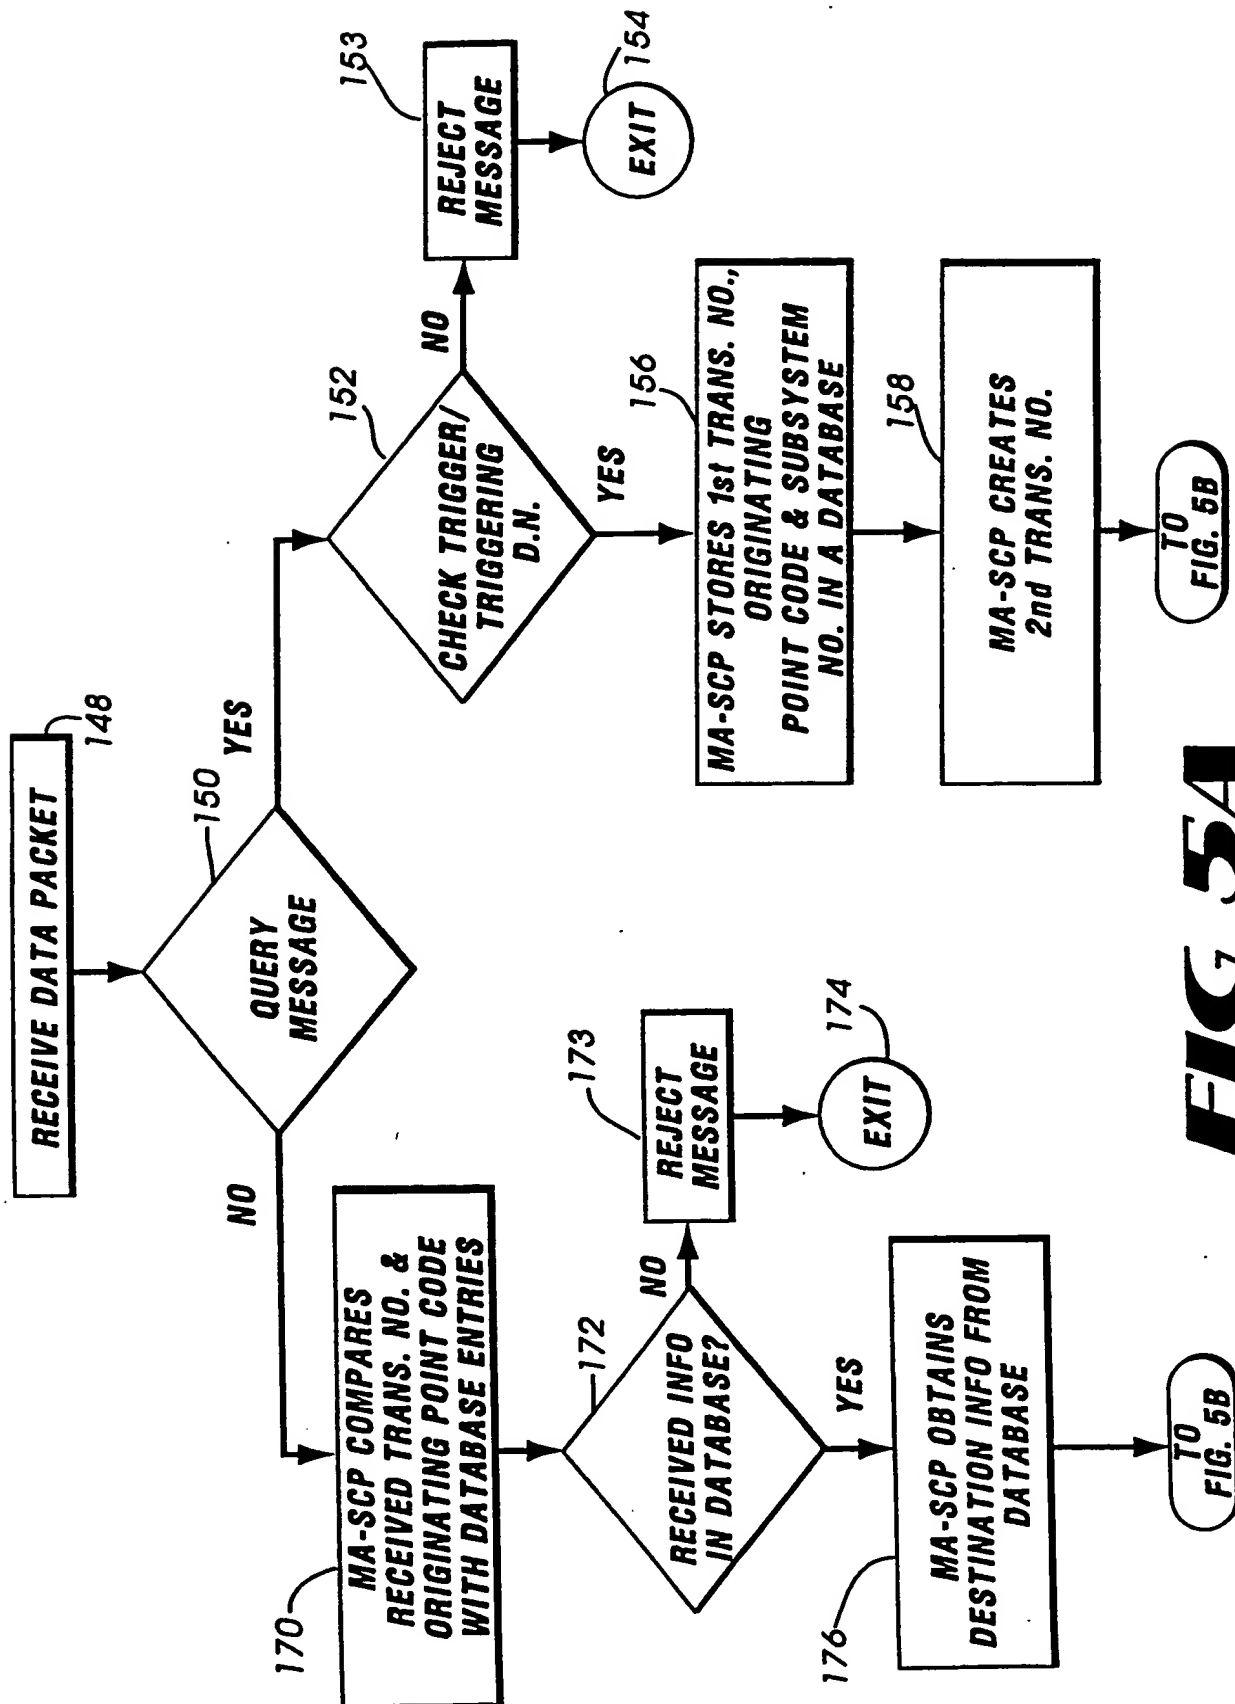 RECEIVE DATA PACKET
148
QUERY
MESSAGE
150
NO
YES
MA-SCP COMPARES
RECEIVED TRANS. NO. &
ORIGINATING POINT CODE
WITH DATABASE ENTRIES
170
RECEIVED INFO
IN DATABASE?
172
NO
REJECT
MESSAGE
173
EXIT
174
YES
MA-SCP OBTAINS
DESTINATION INFO FROM
DATABASE
176
TO
FIG. 5B
CHECK TRIGGER/
TRIGGERING
D.N.
152
NO
REJECT
MESSAGE
153
EXIT
154
YES
MA-SCP STORES 1st TRANS. NO.,
ORIGINATING
POINT CODE & SUBSYSTEM
NO. IN A DATABASE
156
MA-SCP CREATES
2nd TRANS. NO.
158
TO
FIG. 5B
FIG. 5A